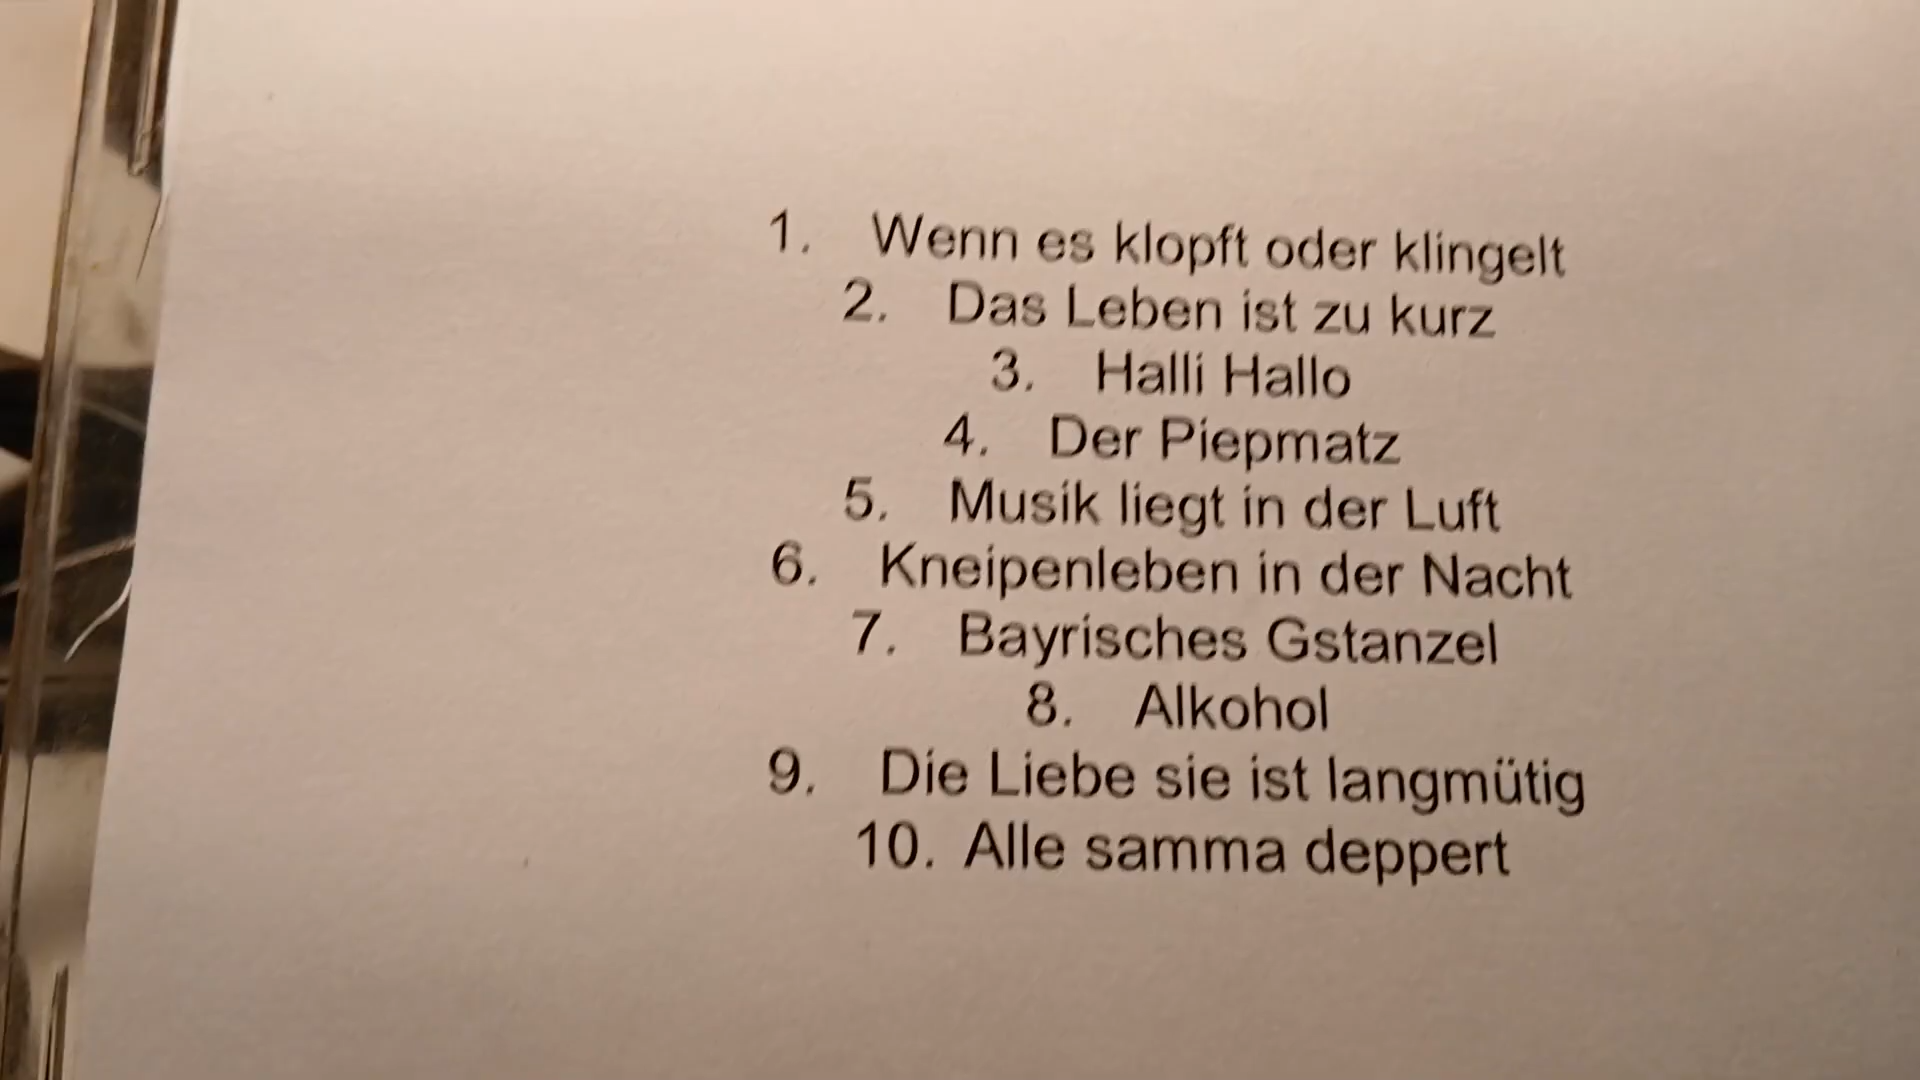 1. Wenn es klopft oder klingelt
2. Das Leben ist zu kurz
3. Halli Hallo
4. Der Piepmatz
5. Musik liegt in der Luft
6. Kneipenleben in der Nacht
7. Bayrisches Gstanzel
8. Alkohol
9. Die Liebe sie ist langmütig
10. Alle samma deppert